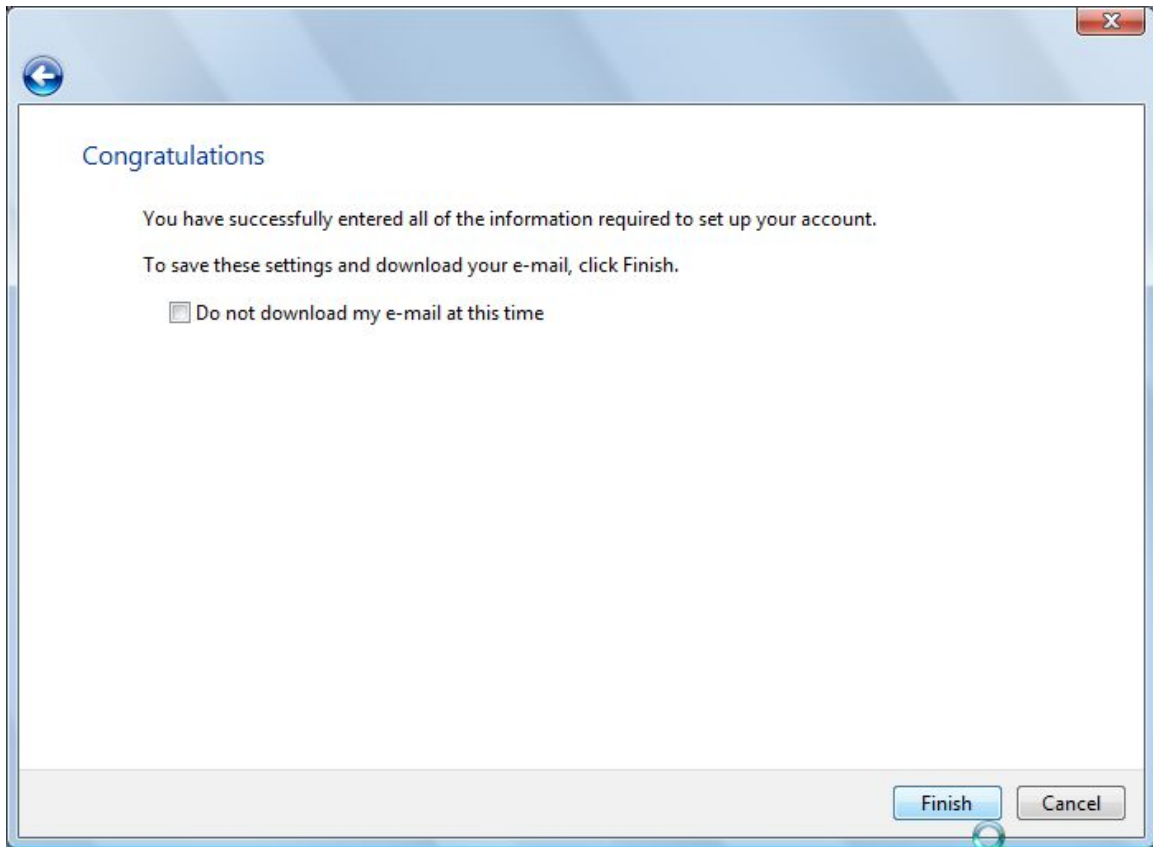 Congratulations
You have successfully entered all of the information required to set up your account.
To save these settings and download your e-mail, click Finish.
Do not download my e-mail at this time
Finish
Cancel